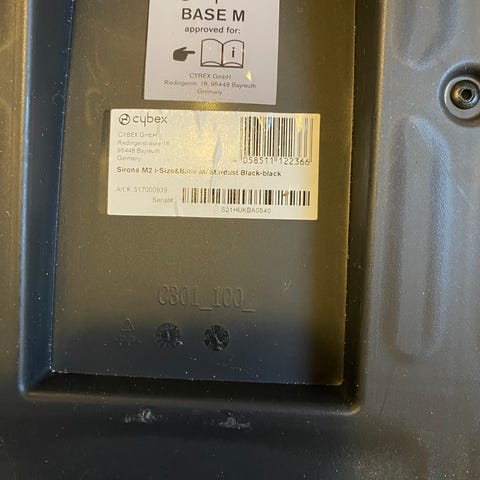 BASE M
approved for:
i
CYBEX GmbH
Riedingerstr. 18, 95448 Bayreuth
Germany
cybex
CYBEX GmbH
Riedingerstrasse 18
95448 Bayreuth
Germany
4 058511 122366
Sirona M2 i-Size&Base M Stardust Black-black
Art.#: 517000939
Serial#:
S21HUKBA0540
C301_100_
PP